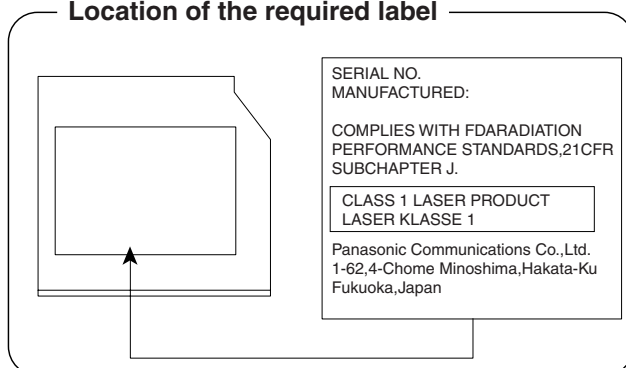 Location of the required label
SERIAL NO.
MANUFACTURED:
COMPLIES WITH FDARADIATION
PERFORMANCE STANDARDS,21CFR
SUBCHAPTER J.
CLASS 1 LASER PRODUCT
LASER KLASSE 1
Panasonic Communications Co.,Ltd.
1-62,4-Chome Minoshima,Hakata-Ku
Fukuoka,Japan